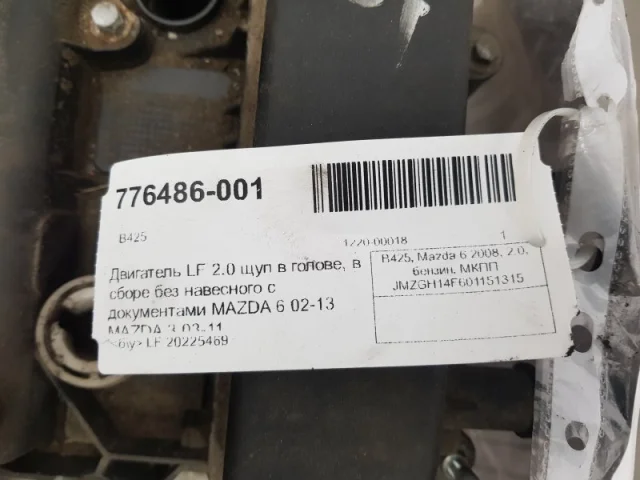 776486-001
B425
1220-00018
1
Двигатель LF 2.0 щуп в голове, в
сборе без навесного с
документами MAZDA 6 02-13
MAZDA 3 03-11
<б/у> LF 20225469
B425, Mazda 6 2008, 2.0,
бензин, МКПП
JMZGH14F601151315